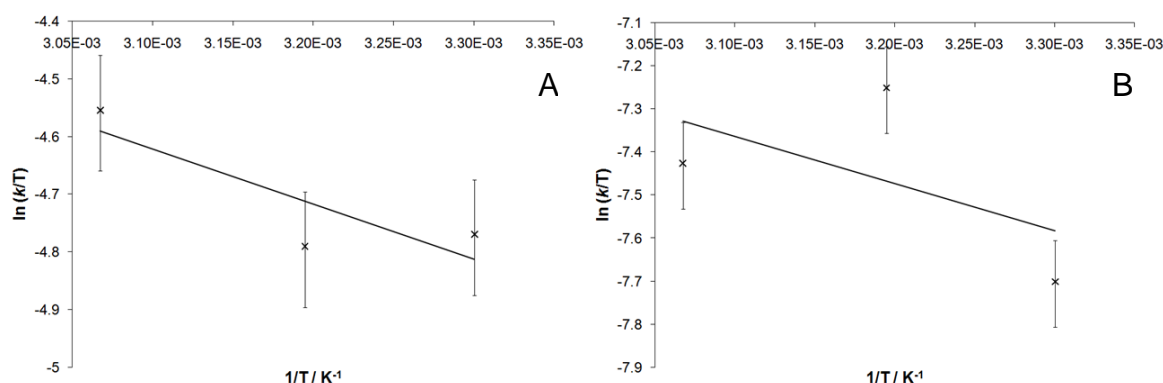 -4.4
3.05E-03 3.10E-03 3.15E-03 3.20E-03 3.25E-03 3.30E-03 3.35E-03
-4.5
-4.6
-4.7
-4.8
-4.9
-5
ln (k/T)
1/T / K⁻¹
A
-7.1
3.05E-03 3.10E-03 3.15E-03 3.20E-03 3.25E-03 3.30E-03 3.35E-03
-7.2
-7.3
-7.4
-7.5
-7.6
-7.7
-7.8
-7.9
ln (k/T)
1/T / K⁻¹
B